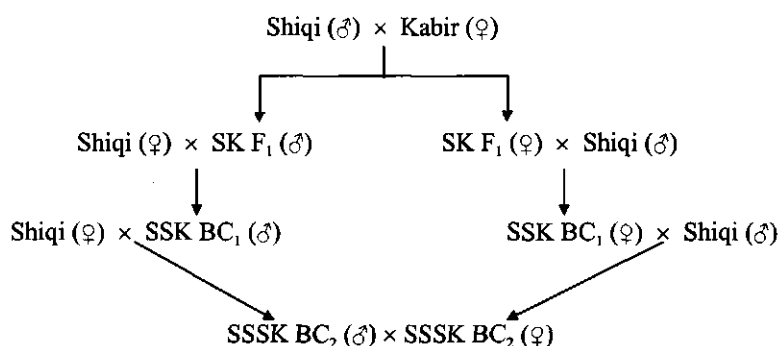 Shiqi (♂) × Kabir (♀)
Shiqi (♀) × SK F₁ (♂) SK F₁ (♀) × Shiqi (♂)
Shiqi (♀) × SSK BC₁ (♂) SSK BC₁ (♀) × Shiqi (♂)
SSSK BC₂ (♂) × SSSK BC₂ (♀)